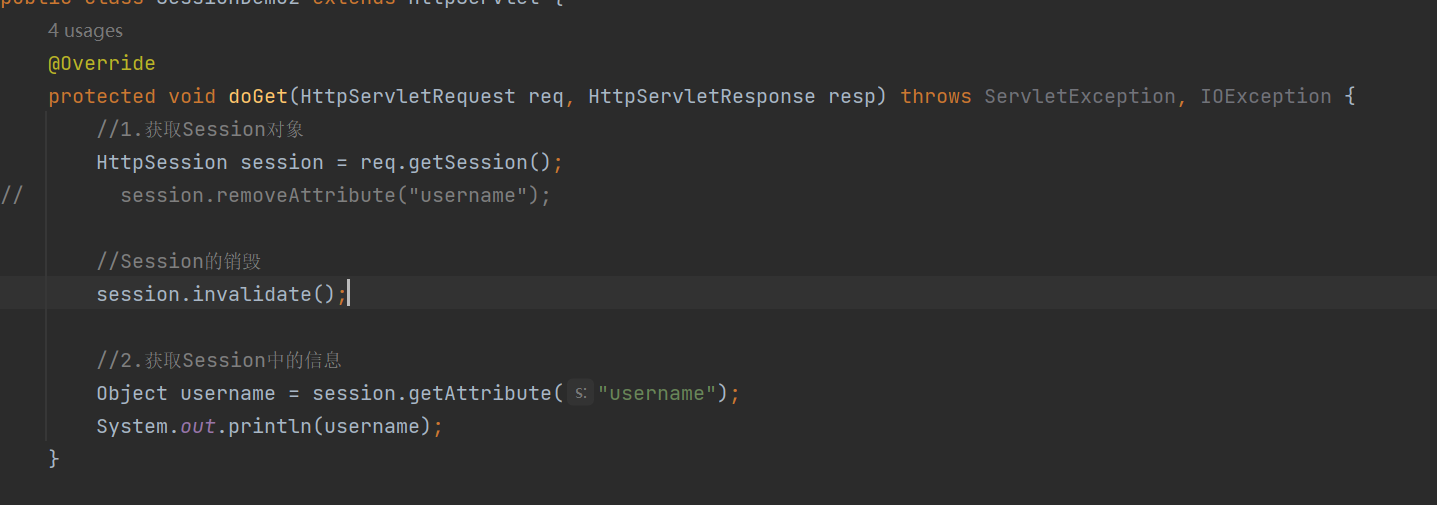 public class SessionDemo2 extends HttpServlet {
4 usages
@Override
protected void doGet(HttpServletRequest req, HttpServletResponse resp) throws ServletException, IOException {
//1.获取Session对象
HttpSession session = req.getSession();
// session.removeAttribute("username");
//Session的销毁
session.invalidate();
//2.获取Session中的信息
Object username = session.getAttribute( s: "username");
System.out.println(username);
}